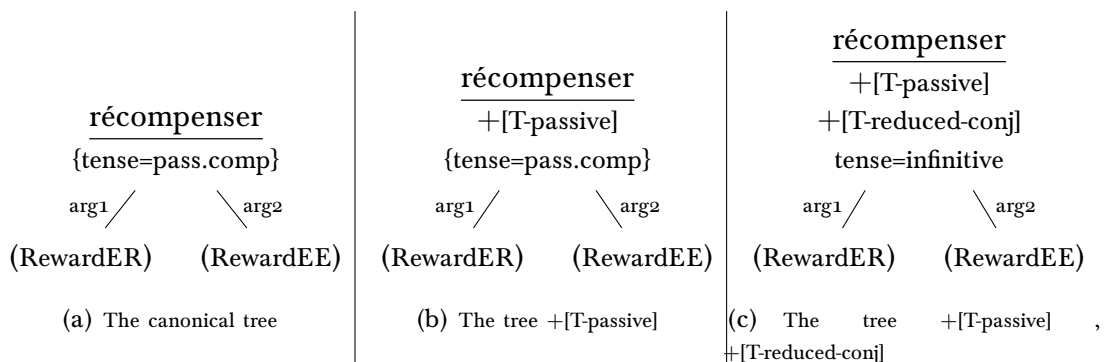 récompenser
{tense=pass.comp}
arg1 arg2
(RewardER) (RewardEE)
(a) The canonical tree
récompenser
+[T-passive]
{tense=pass.comp}
arg1 arg2
(RewardER) (RewardEE)
(b) The tree +[T-passive]
récompenser
+[T-passive]
+[T-reduced-conj]
tense=infinitive
arg1 arg2
(RewardER) (RewardEE)
(c) The tree +[T-passive] ,
+[T-reduced-conj]